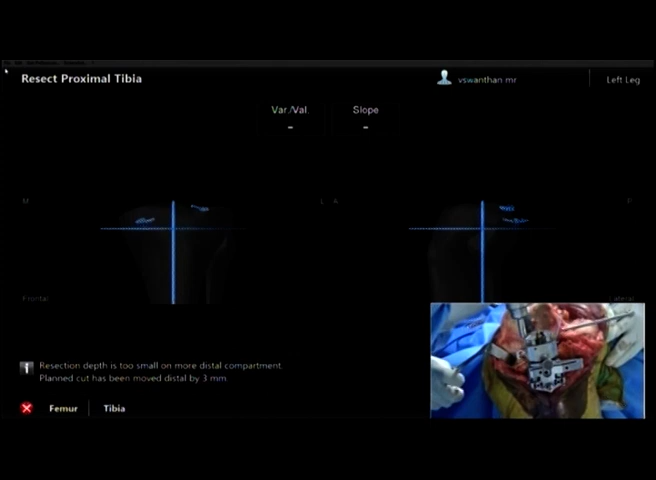 Resect Proximal Tibia
vswanthan mr
Left Leg
Var./Val.
Slope
-
-
M
L
A
P
Frontal
Lateral
Resection depth is too small on more distal compartment.
Planned cut has been moved distal by 3 mm
Femur
Tibia